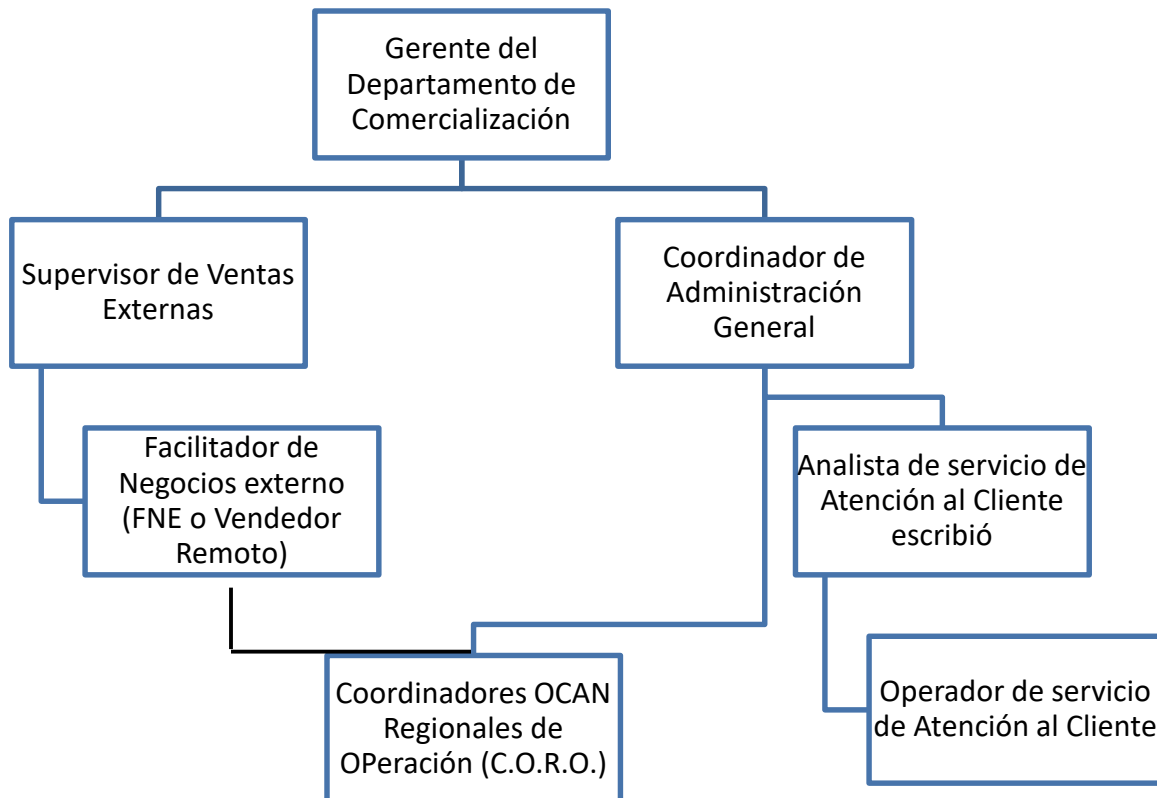 Gerente del
Departamento de
Comercialización
Supervisor de Ventas
Externas
Coordinador de
Administración
General
Facilitador de
Negocios externo
(FNE o Vendedor
Remoto)
Analista de servicio de
Atención al Cliente
escribió
Coordinadores OCAN
Regionales de
OPeración (C.O.R.O.)
Operador de servicio
de Atención al Cliente